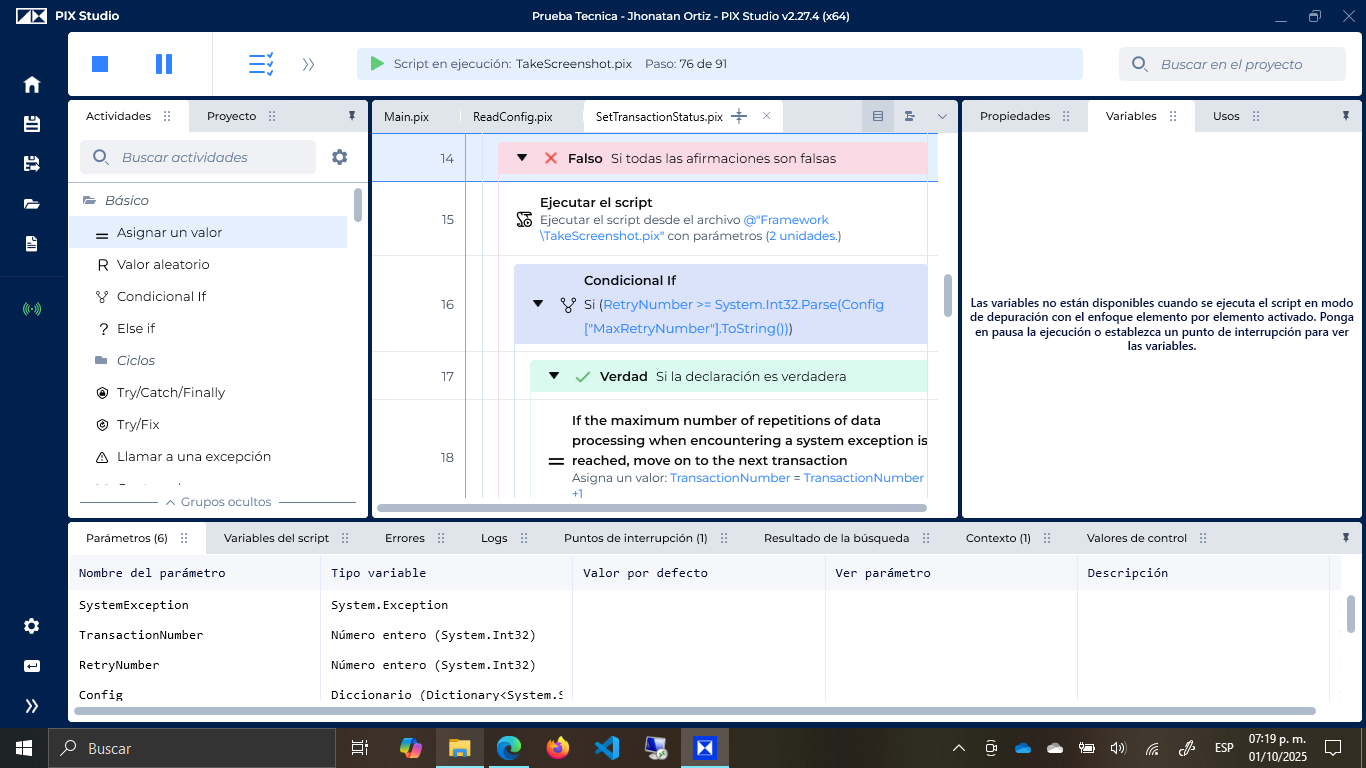 PIX Studio
Prueba Tecnica - Jhonatan Ortiz - PIX Studio v2.27.4 (x64)
Script en ejecución: TakeScreenshot.pix Paso: 76 de 91
Buscar en el proyecto
Actividades
Proyecto
Buscar actividades
Básico
Asignar un valor
Valor aleatorio
Condicional If
Else if
Ciclos
Try/Catch/Finally
Try/Fix
Llamar a una excepción
Grupos ocultos
Main.pix
ReadConfig.pix
SetTransactionStatus.pix
14
Falso Si todas las afirmaciones son falsas
15
Ejecutar el script
Ejecutar el script desde el archivo @"Framework
\TakeScreenshot.pix" con parámetros (2 unidades.)
16
Condicional If
Si (RetryNumber >= System.Int32.Parse(Config
["MaxRetryNumber"].ToString()))
17
Verdad Si la declaración es verdadera
18
If the maximum number of repetitions of data
processing when encountering a system exception is
reached, move on to the next transaction
Asigna un valor: TransactionNumber = TransactionNumber
+1
Propiedades
Variables
Usos
Las variables no están disponibles cuando se ejecuta el script en modo
de depuración con el enfoque elemento por elemento activado. Ponga
en pausa la ejecución o establezca un punto de interrupción para ver
las variables.
Parámetros (6)
Variables del script
Errores
Logs
Puntos de interrupción (1)
Resultado de la búsqueda
Contexto (1)
Valores de control
Nombre del parámetro Tipo variable Valor por defecto Ver parámetro Descripción
SystemException System.Exception
TransactionNumber Número entero (System.Int32)
RetryNumber Número entero (System.Int32)
Config Diccionario (Dictionary<System.S
Buscar
ESP
07:19 p. m.
01/10/2025